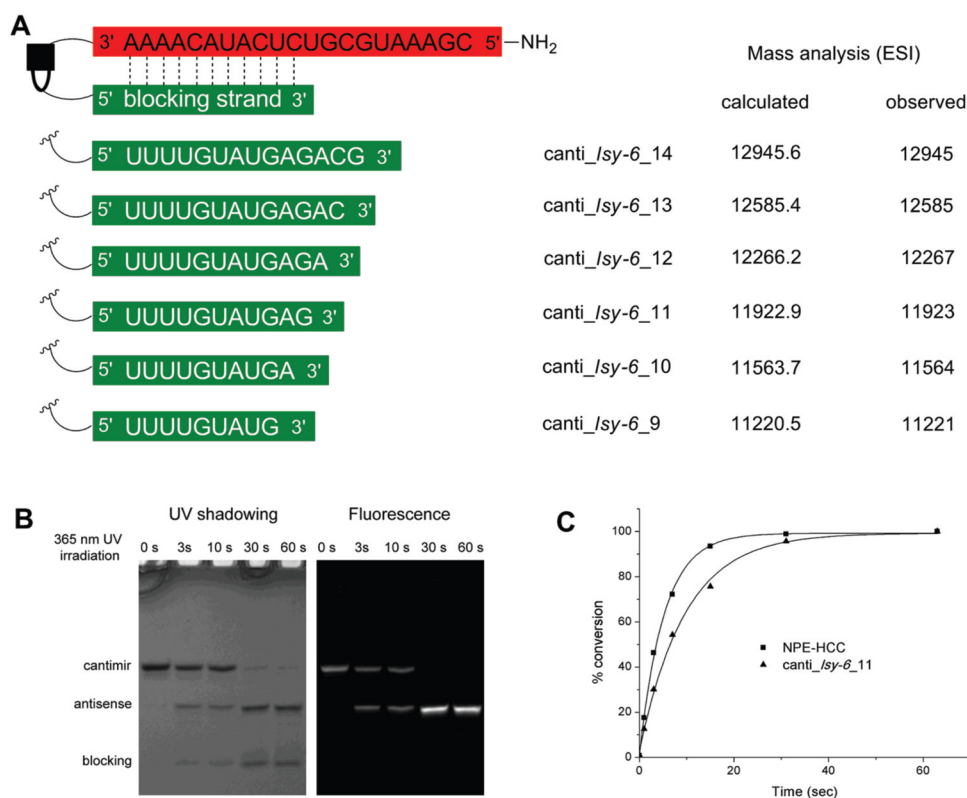 A
3' AAAACAUACUCUGCGUAAAGC 5' —NH2
5' blocking strand 3'
Mass analysis (ESI)
calculated observed
5' UUUUGUAUGAGACG 3' canti_lsy-6_14 12945.6 12945
5' UUUUGUAUGAGAC 3' canti_lsy-6_13 12585.4 12585
5' UUUUGUAUGAGA 3' canti_lsy-6_12 12266.2 12267
5' UUUUGUAUGAG 3' canti_lsy-6_11 11922.9 11923
5' UUUUGUAUGA 3' canti_lsy-6_10 11563.7 11564
5' UUUUGUAUG 3' canti_lsy-6_9 11220.5 11221
B
UV shadowing Fluorescence
365 nm UV
irradiation
0 s 3s 10 s 30 s 60 s 0 s 3s 10 s 30 s 60 s
cantimir
antisense
blocking
C
% conversion
100
80
60
40
20
0
NPE-HCC
canti_lsy-6_11
0 20 40 60
Time (sec)